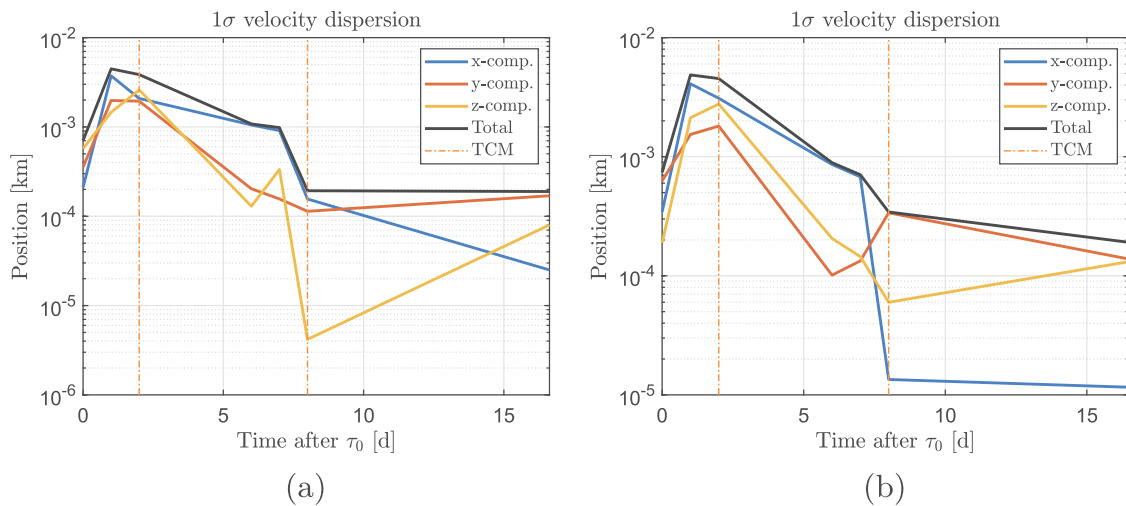 1σ velocity dispersion
10⁻²
10⁻³
10⁻⁴
10⁻⁵
10⁻⁶
Position [km]
x-comp.
y-comp.
z-comp.
Total
TCM
0
5
10
15
Time after τ₀ [d]
(a)
1σ velocity dispersion
10⁻²
10⁻³
10⁻⁴
10⁻⁵
Position [km]
x-comp.
y-comp.
z-comp.
Total
TCM
0
5
10
15
Time after τ₀ [d]
(b)